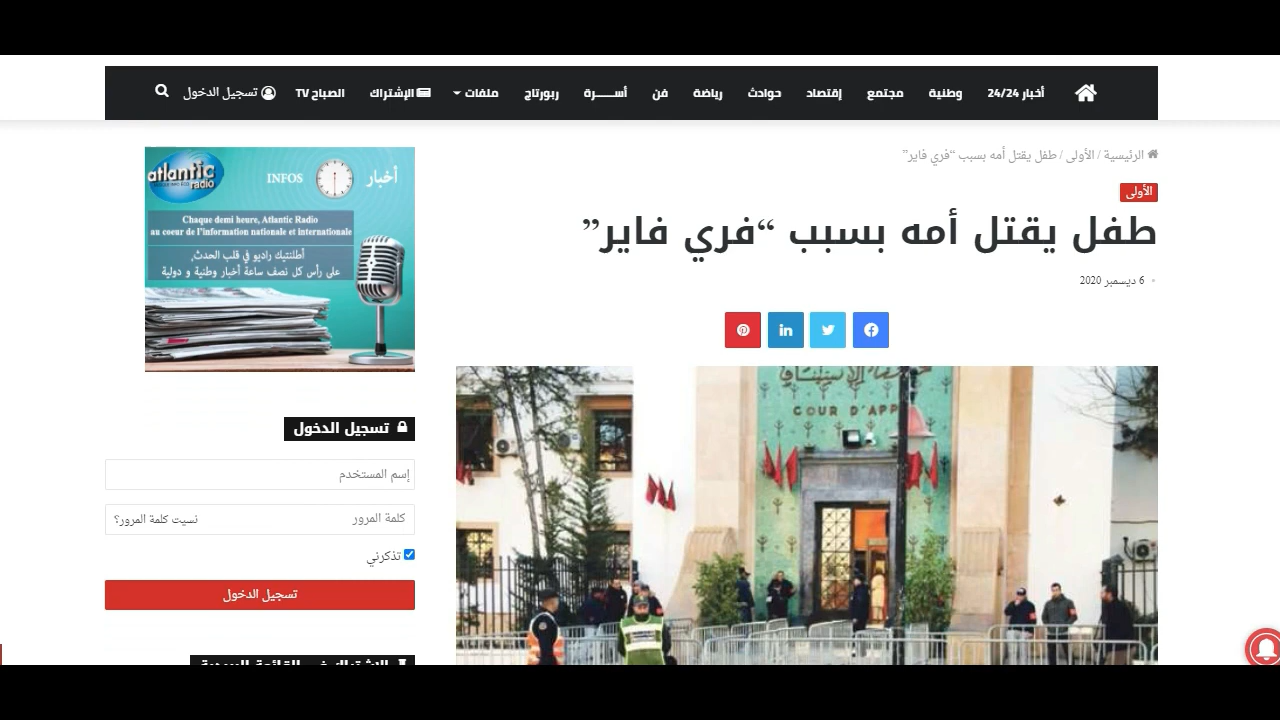 أخبار 24/24 وطنية مجتمع إقتصاد حوادث رياضة فن أســـرة ربورتاج ملفات الإشتراك الصباح TV تسجيل الدخول
الرئيسية / الأولى / طفل يقتل أمه بسبب “فري فاير”
الأولى
طفل يقتل أمه بسبب “فري فاير”
6 ديسمبر 2020
COUR D'APP
atlantic
radio
INFOS
أخبار
Chaque demi heure, Atlantic Radio
au coeur de l'information nationale et internationale
أطلنتيك راديو في قلب الحدث,
على رأس كل نصف ساعة أخبار وطنية و دولية
تسجيل الدخول
إسم المستخدم
كلمة المرور
نسيت كلمة المرور؟
تذكرني
تسجيل الدخول